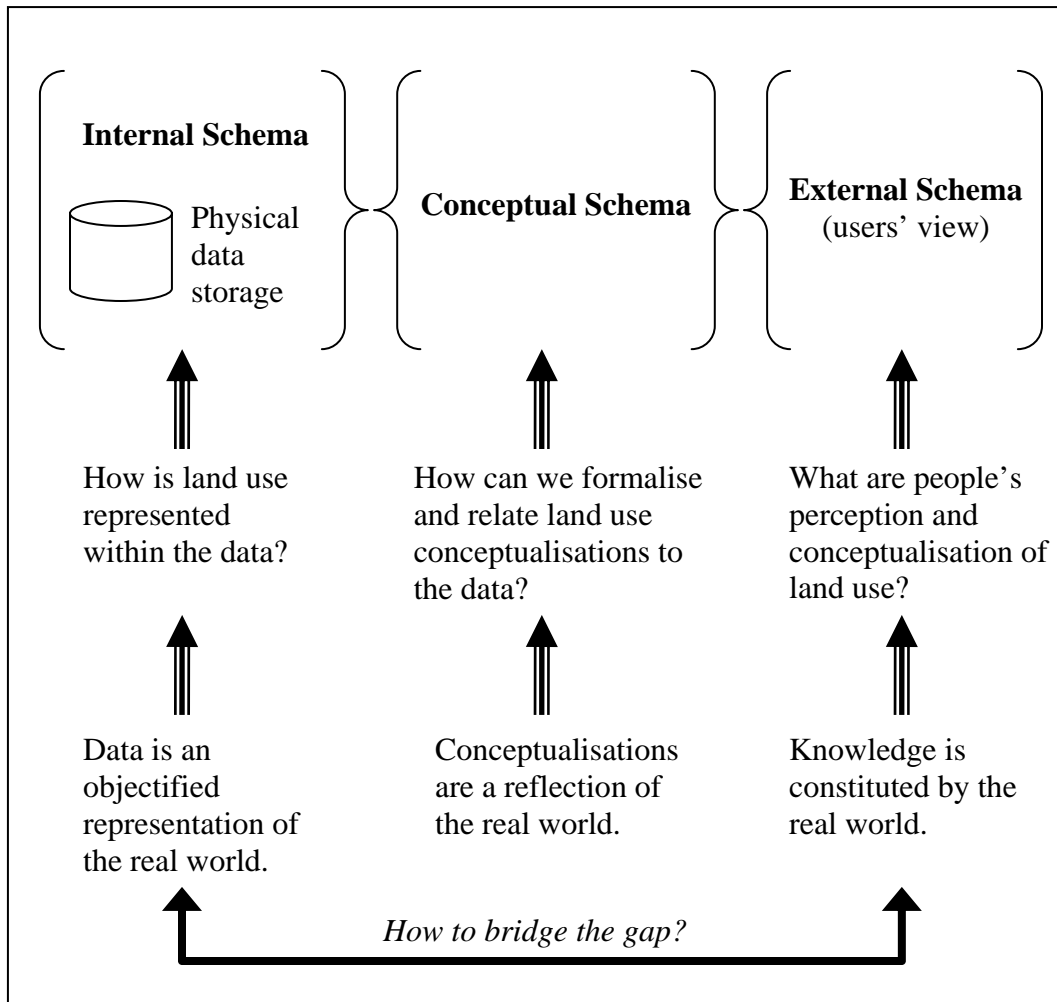 Internal Schema
Physical
data
storage
Conceptual Schema
External Schema
(users’ view)
How is land use
represented
within the data?
How can we formalise
and relate land use
conceptualisations to
the data?
What are people’s
perception and
conceptualisation of
land use?
Data is an
objectified
representation of
the real world.
Conceptualisations
are a reflection of
the real world.
Knowledge is
constituted by the
real world.
How to bridge the gap?